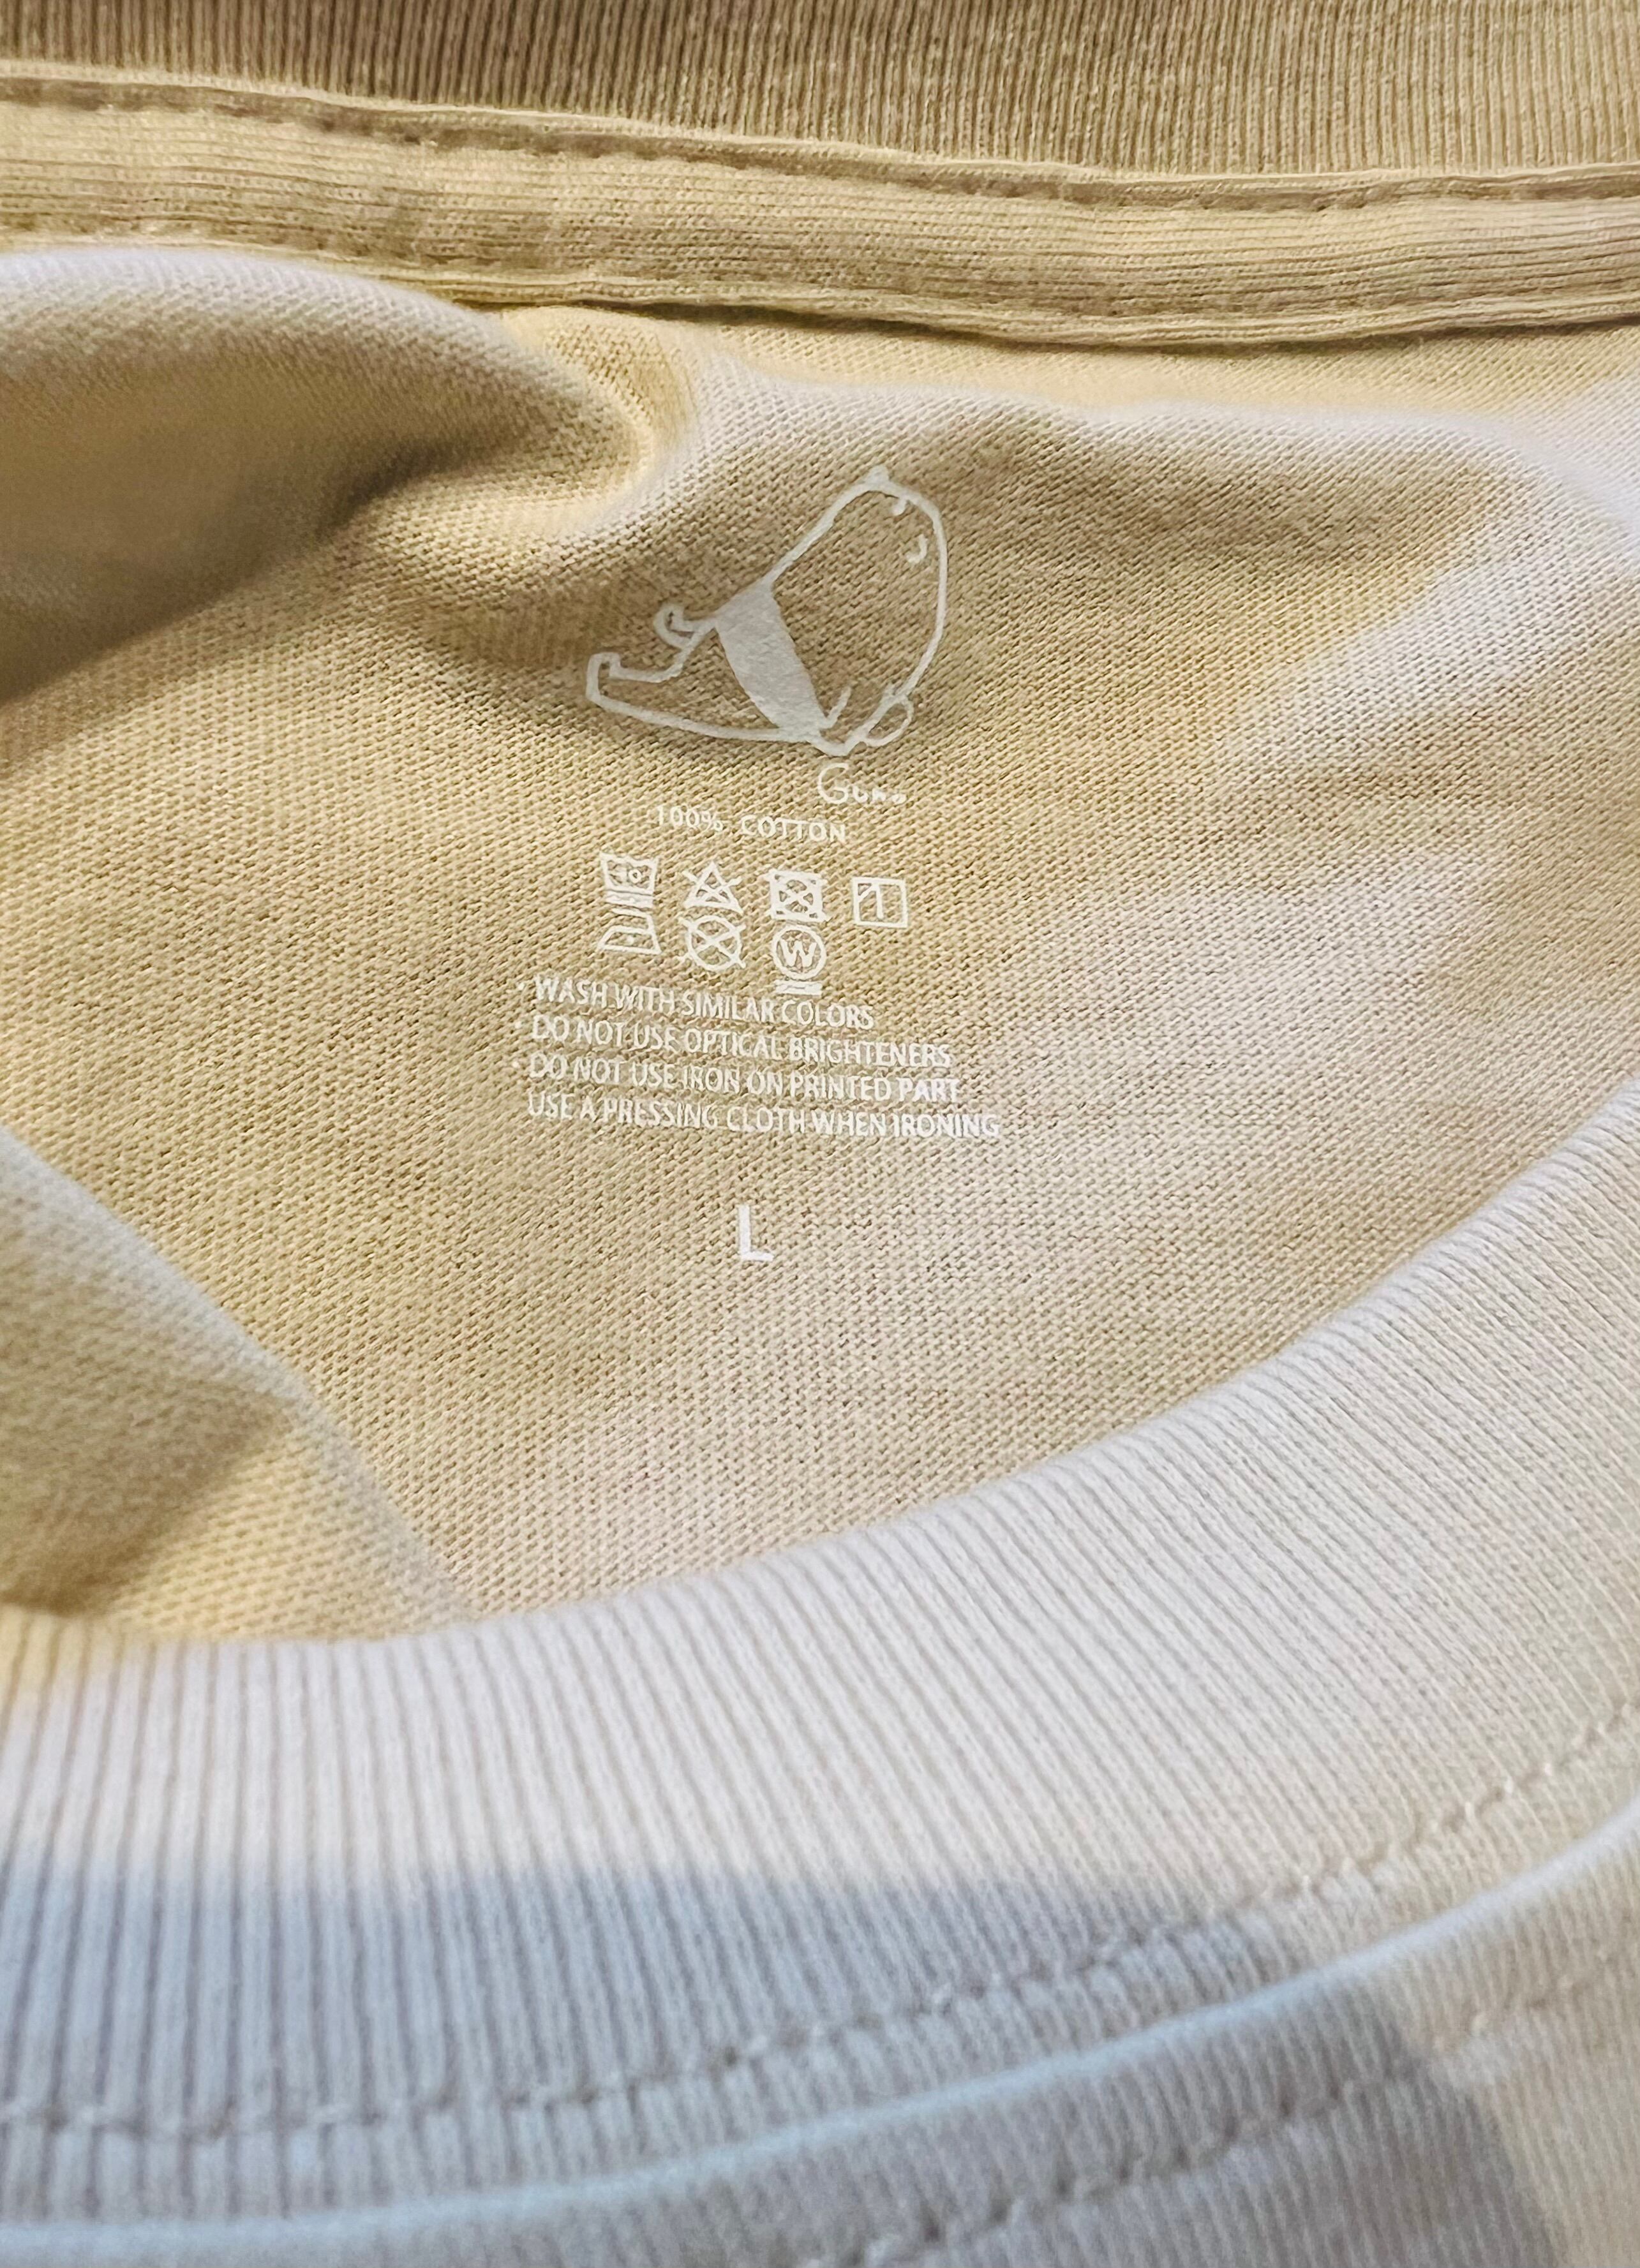 100% COTTON
W
• WASH WITH SIMILAR COLORS
• DO NOT USE OPTICAL BRIGHTENERS
• DO NOT USE IRON ON PRINTED PART
USE A PRESSING CLOTH WHEN IRONING
L